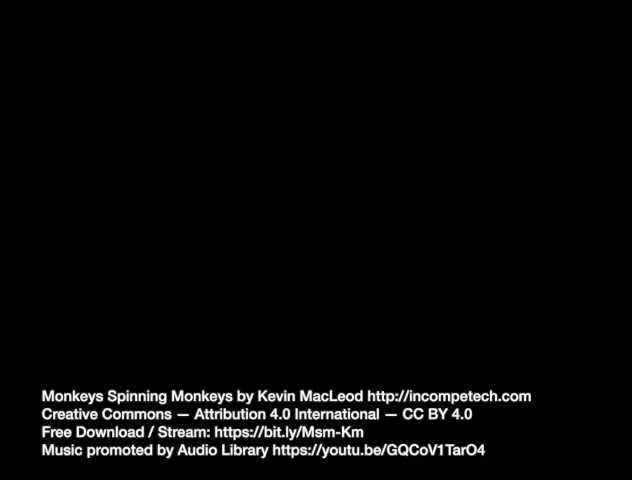 Monkeys Spinning Monkeys by Kevin MacLeod http://incompetech.com
Creative Commons — Attribution 4.0 International — CC BY 4.0
Free Download / Stream: https://bit.ly/Msm-Km
Music promoted by Audio Library https://youtu.be/GQCoV1TarO4